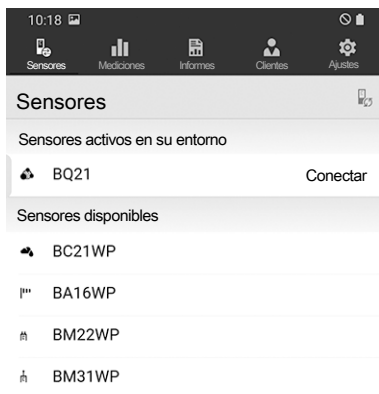 10:18
Sensores Mediciones Informes Clientes Ajustes
Sensores
Sensores activos en su entorno
BQ21 Conectar
Sensores disponibles
BC21WP
BA16WP
BM22WP
BM31WP